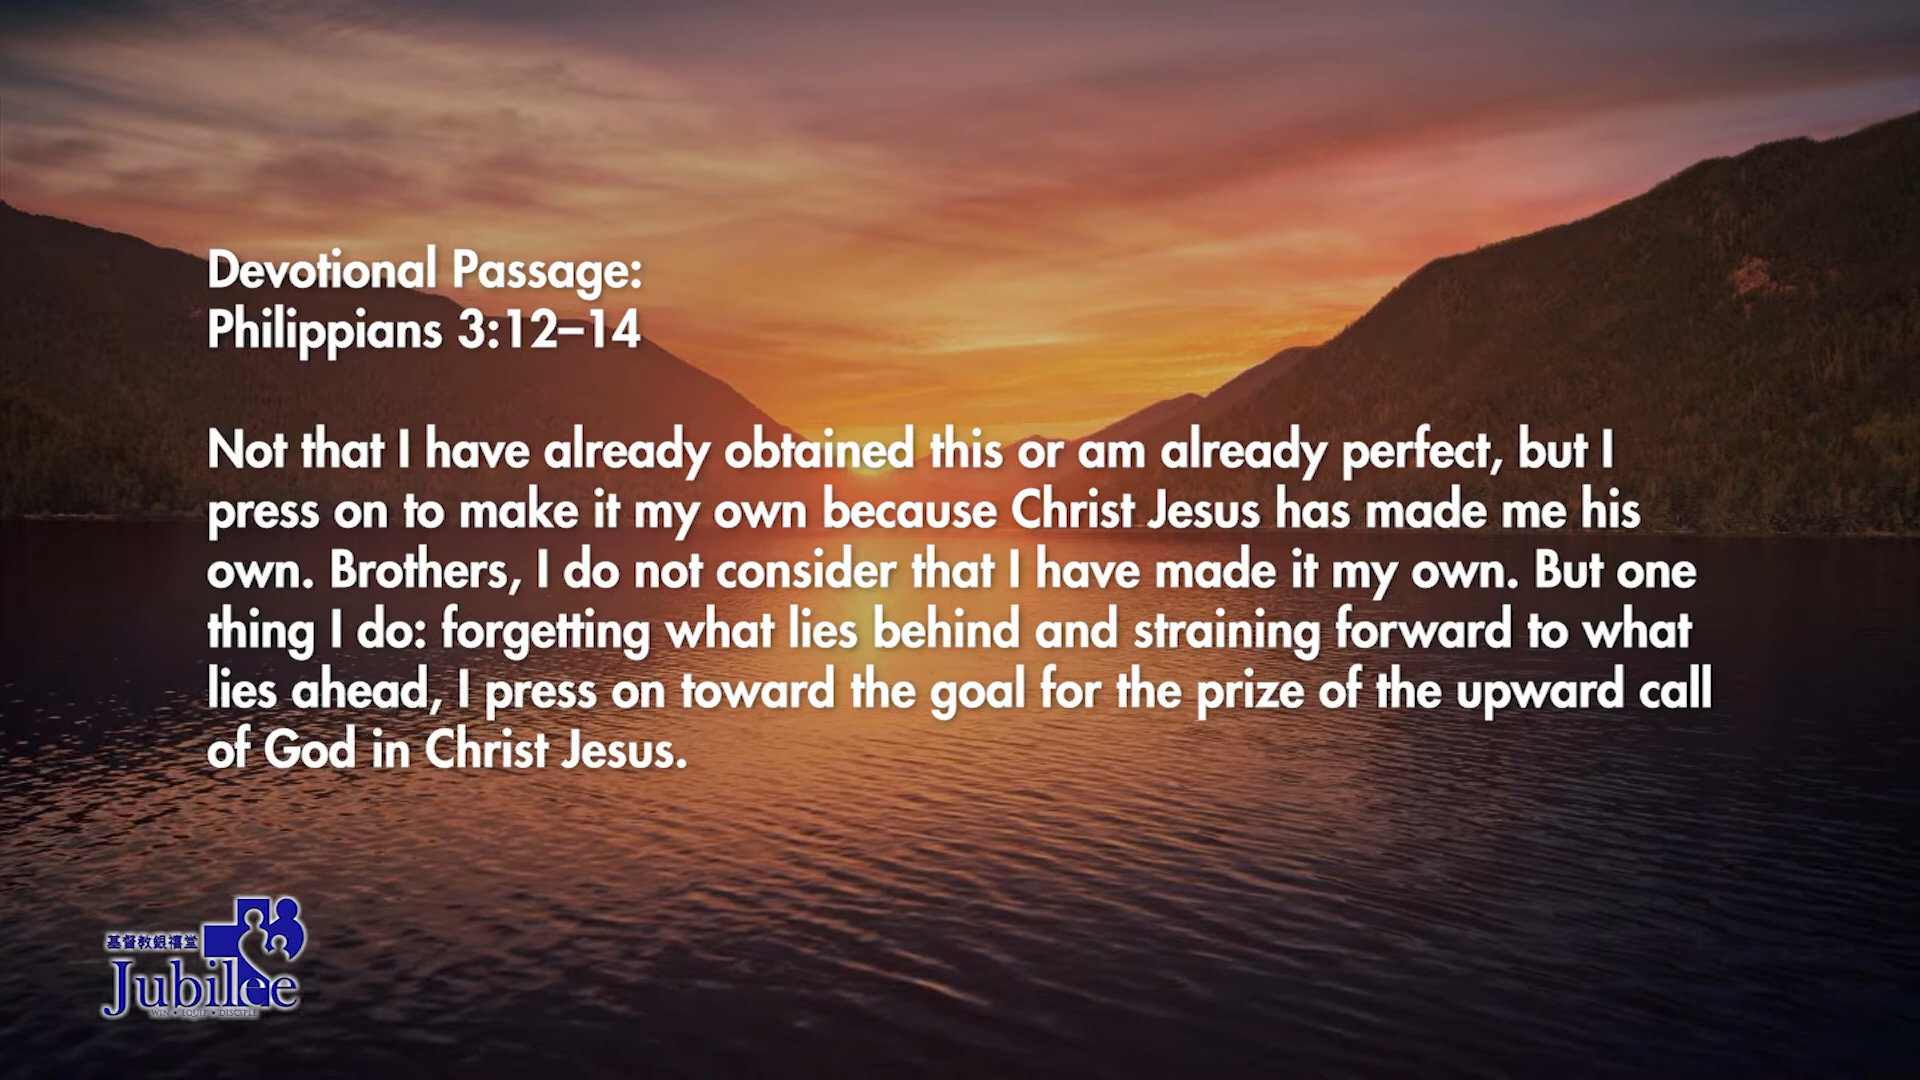 Devotional Passage:
Philippians 3:12–14
Not that I have already obtained this or am already perfect, but I
press on to make it my own because Christ Jesus has made me his
own. Brothers, I do not consider that I have made it my own. But one
thing I do: forgetting what lies behind and straining forward to what
lies ahead, I press on toward the goal for the prize of the upward call
of God in Christ Jesus.
基督教銀禧堂
Jubilee
WIN • EQUIP • DISCIPLE